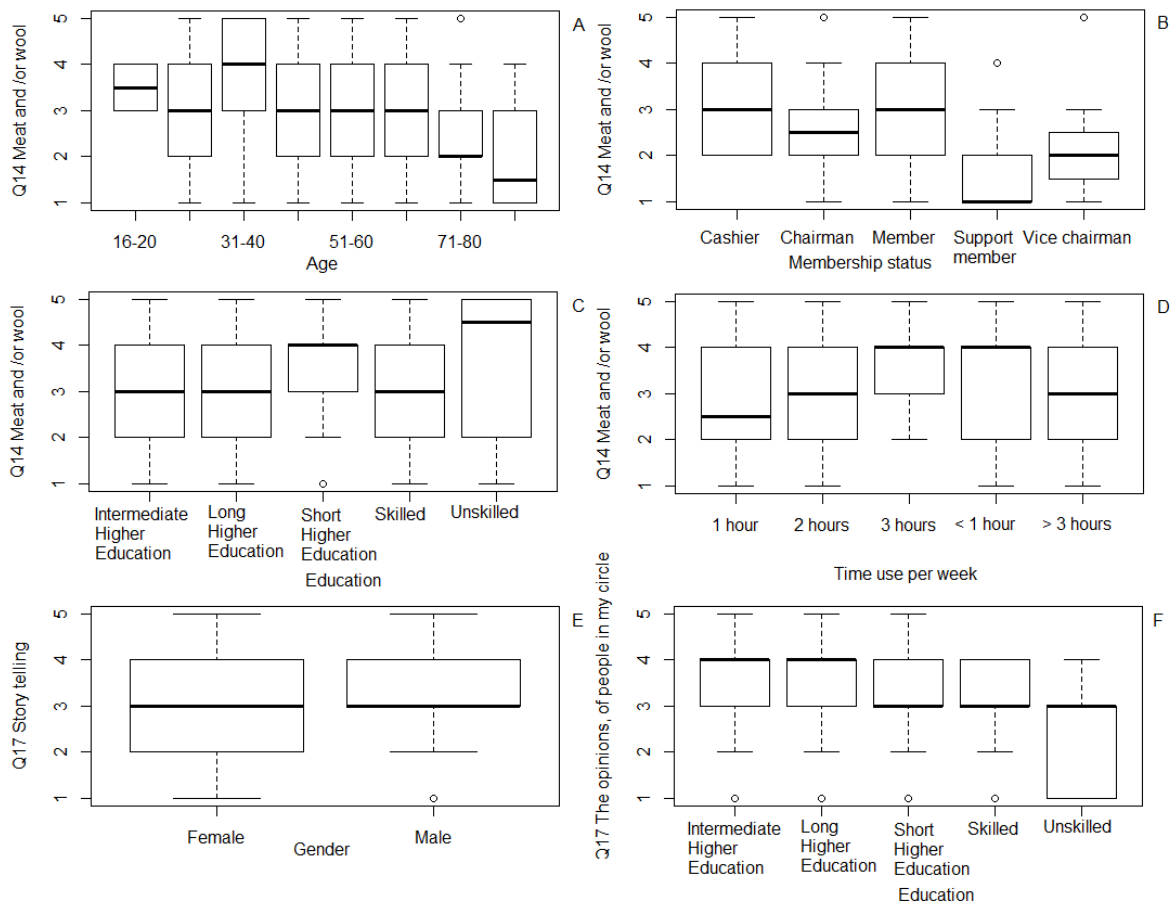 A
Q14 Meat and /or wool
1 2 3 4 5
16-20 31-40 51-60 71-80
Age
B
Q14 Meat and /or wool
1 2 3 4 5
Cashier Chairman Member Support Vice chairman
member
Membership status
C
Q14 Meat and /or wool
1 2 3 4 5
Intermediate Long Short Skilled Unskilled
Higher Higher Higher
Education Education Education
Education
D
Q14 Meat and /or wool
1 2 3 4 5
1 hour 2 hours 3 hours < 1 hour > 3 hours
Time use per week
E
Q17 Story telling
1 2 3 4 5
Female Male
Gender
F
Q17 The opinions, of people in my circle
1 2 3 4 5
Intermediate Long Short Skilled Unskilled
Higher Higher Higher
Education Education Education
Education